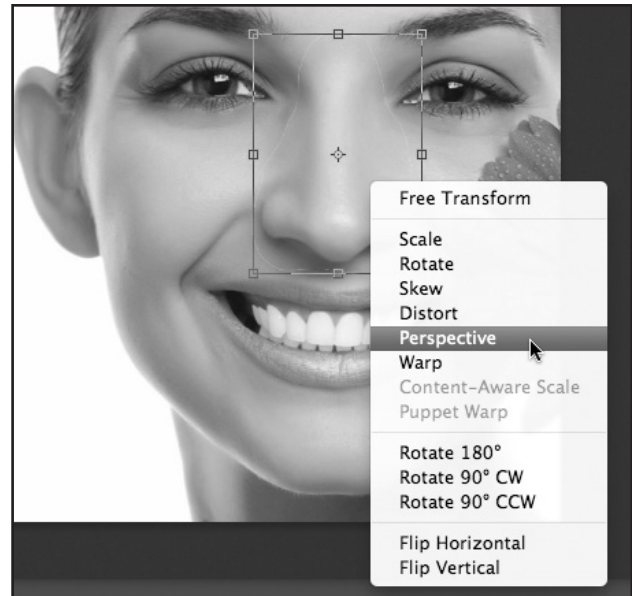 Free Transform
Scale
Rotate
Skew
Distort
Perspective
Warp
Content-Aware Scale
Puppet Warp
Rotate 180°
Rotate 90° CW
Rotate 90° CCW
Flip Horizontal
Flip Vertical